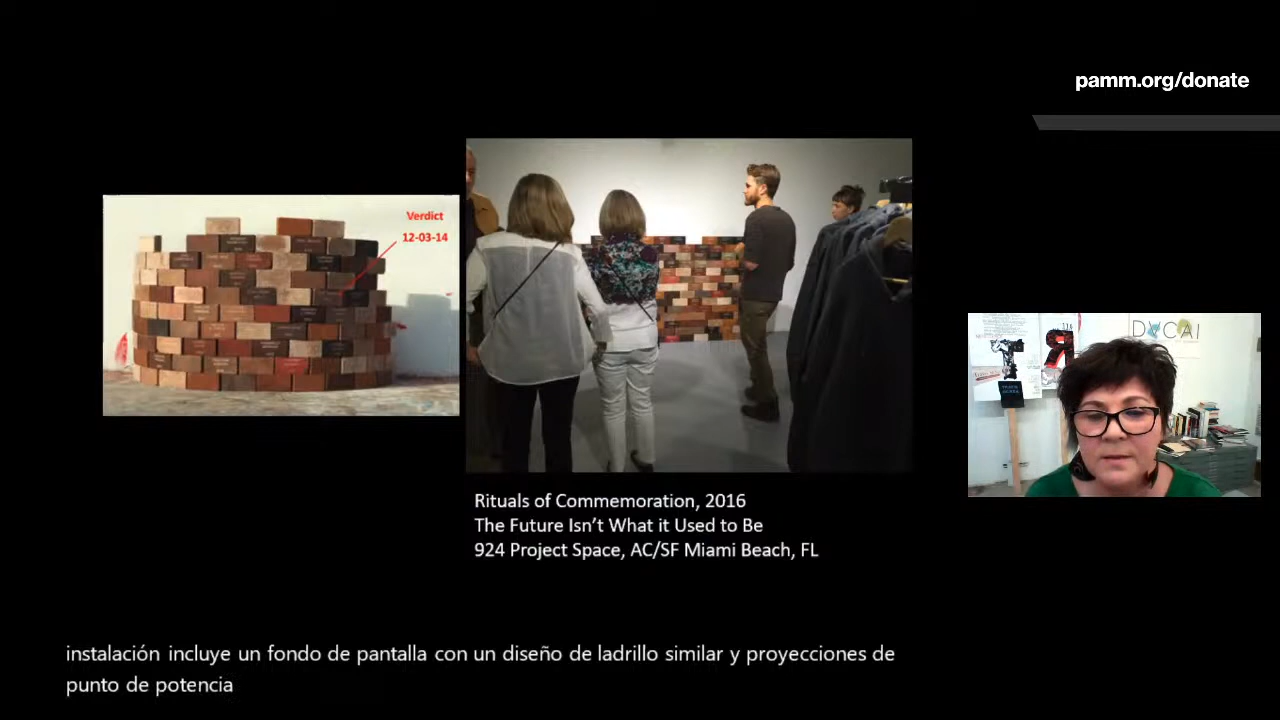 pamm.org/donate
Verdict
12-03-14
DVCAI
Rituals of Commemoration, 2016
The Future Isn't What it Used to Be
924 Project Space, AC/SF Miami Beach, FL
instalación incluye un fondo de pantalla con un diseño de ladrillo similar y proyecciones de
punto de potencia